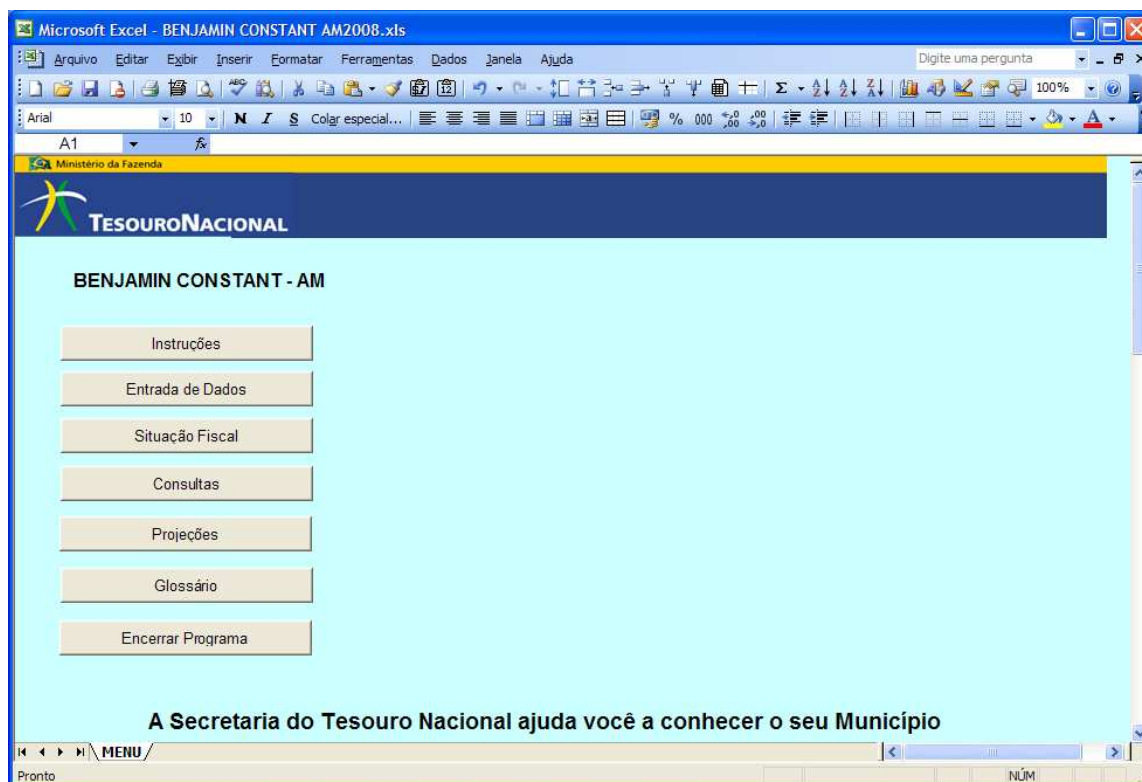 Microsoft Excel - BENJAMIN CONSTANT AM2008.xls
Arquivo Editar Exibir Inserir Formatar Ferramentas Dados Janela Ajuda Digite uma pergunta
100%
Arial 10 N I S Color especial... % 000
A1 fx
Ministério da Fazenda
TESOURONACIONAL
BENJAMIN CONSTANT - AM
Instruções
Entrada de Dados
Situação Fiscal
Consultas
Projeções
Glossário
Encerrar Programa
A Secretaria do Tesouro Nacional ajuda você a conhecer o seu Município
MENU
Pronto NÚM